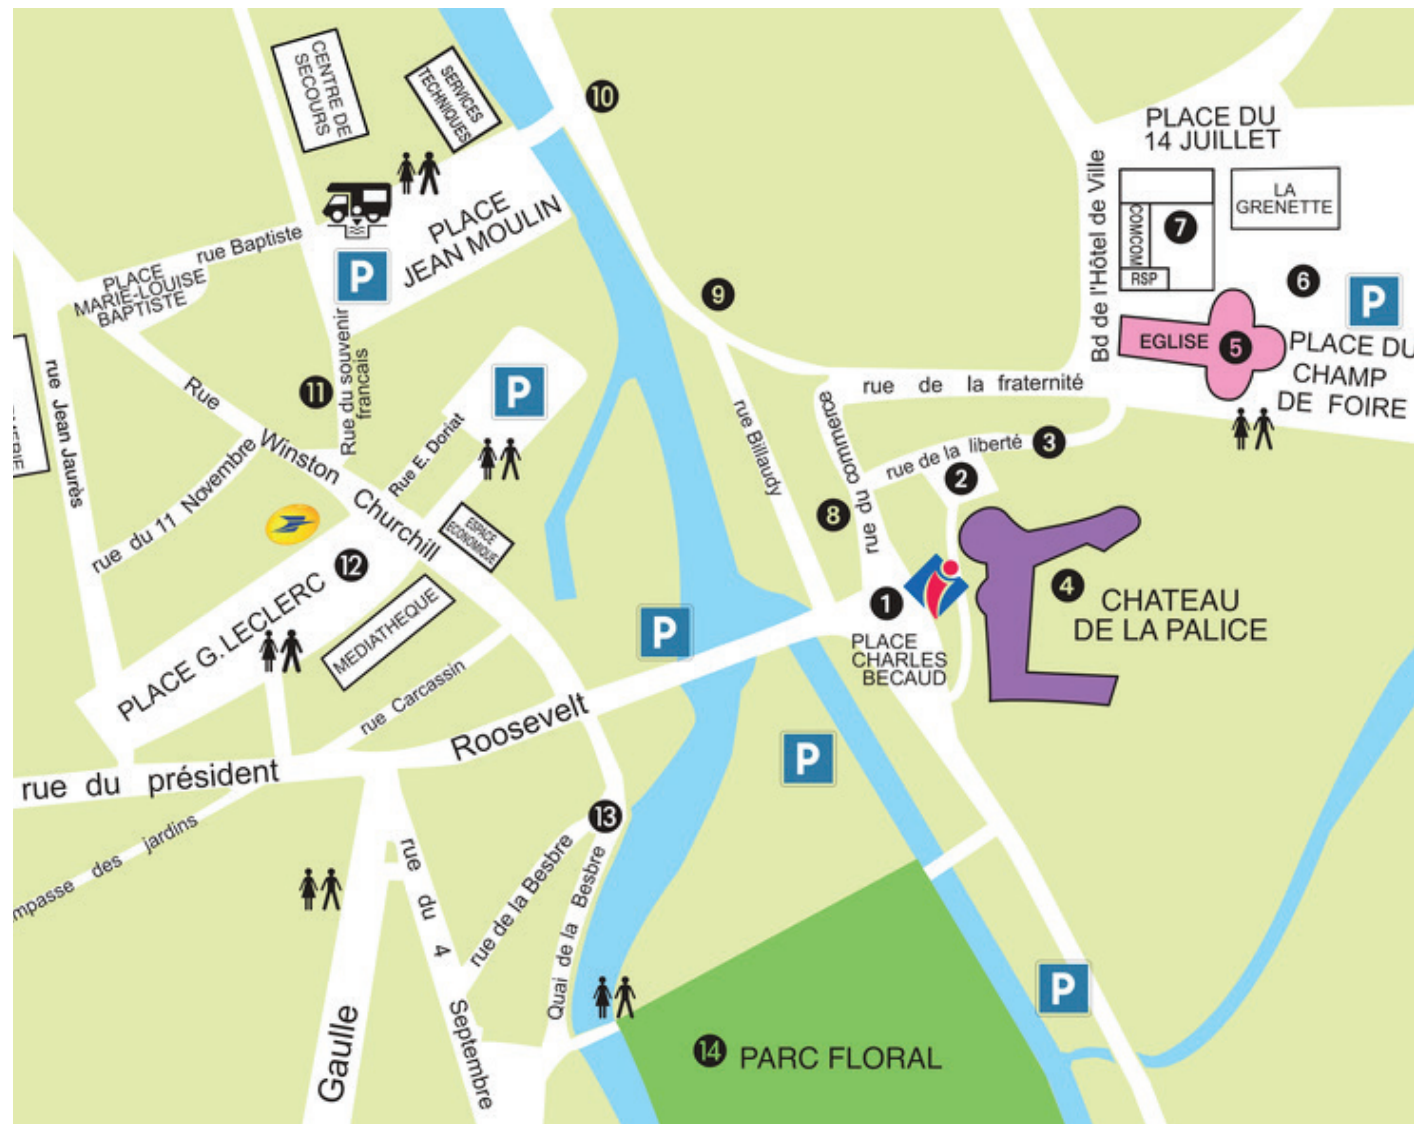 CENTRE DE
SECOURS
SERVICES
TECHNIQUES
10
PLACE DU
14 JUILLET
Bd de l'Hôtel de Ville
COMCOM
RSP
7
LA
GRENETTE
6
P
EGLISE
5
PLACE DU
CHAMP
DE FOIRE
PLACE
JEAN MOULIN
rue Baptiste
PLACE
MARIE-LOUISE
BAPTISTE
P
9
rue de la fraternité
rue Jean Jaurès
11
Rue du souvenir
francais
P
Rue E. Doriat
Rue Winston Churchill
rue du 11 Novembre
rue Billaudy
rue du commerce
rue de la liberté
3
2
8
12
ESPACE
ECONOMIQUE
PLACE G. LECLERC
MEDIATHEQUE
P
1
PLACE
CHARLES
BECAUD
4
CHATEAU
DE LA PALICE
rue Carcassin
rue du président Roosevelt
P
mpasse des jardins
13
rue du 4 Septembre
rue de la Besbre
Quai de la Besbre
Gaulle
P
14
PARC FLORAL